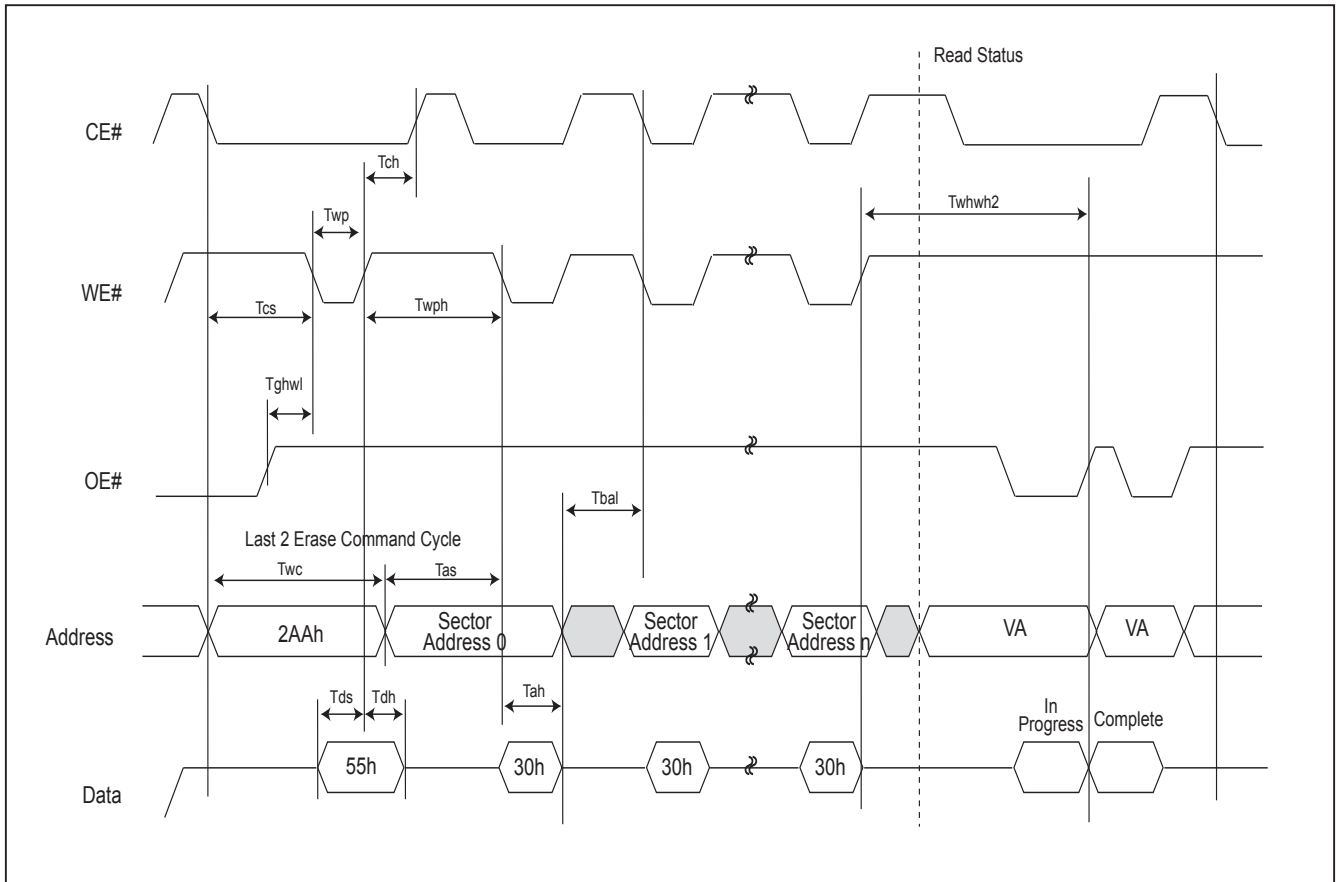 Read Status
CE#
Tch
Twhwh2
Twp
WE#
Tcs
Twph
Tghwl
OE#
Tbal
Last 2 Erase Command Cycle
Twc
Tas
Address
2AAh
Sector
Address 0
Sector
Address 1
Sector
Address n
VA
VA
Tds
Tdh
Tah
In
Progress
Complete
Data
55h
30h
30h
30h